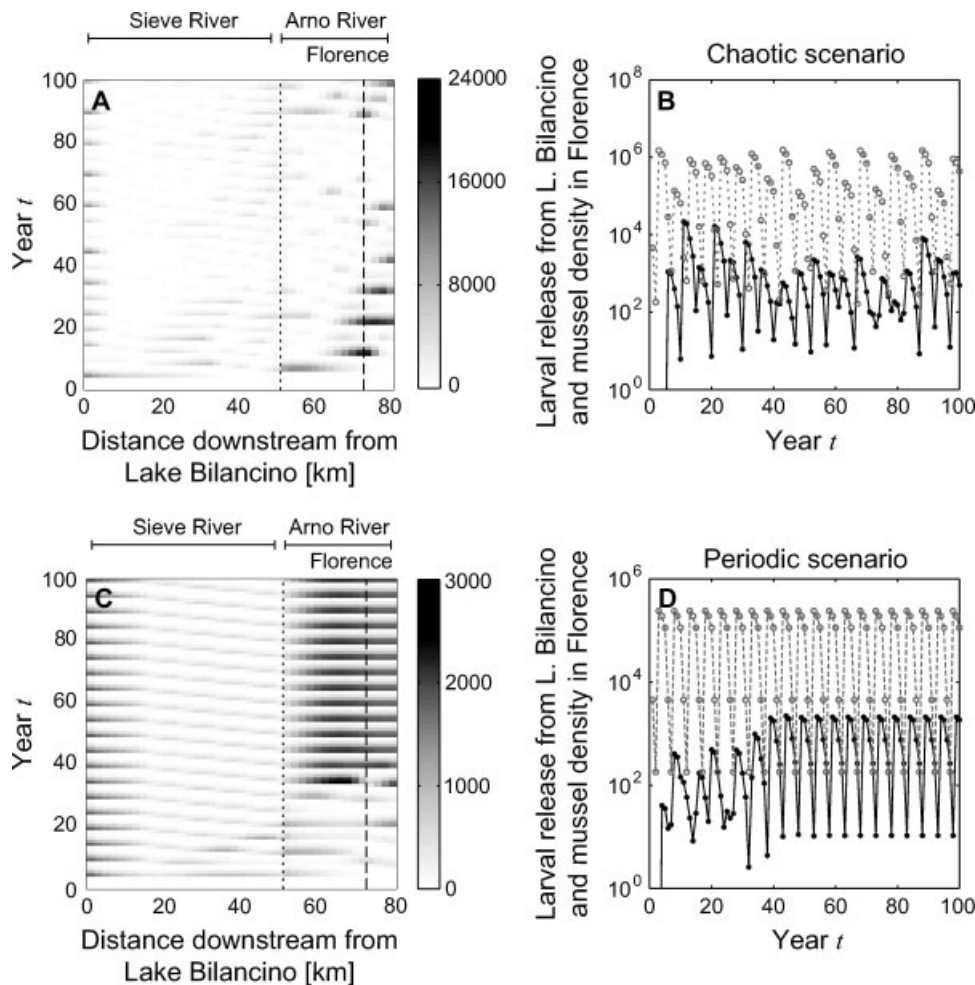 Sieve River Arno River
Florence
A
100
80
60
40
20
0
Year t
0 20 40 60 80
Distance downstream from
Lake Bilancino [km]
24000
16000
8000
0
Chaotic scenario
B
Larval release from L. Bilancino
and mussel density in Florence
10^8
10^6
10^4
10^2
10^0
0 20 40 60 80 100
Year t
Sieve River Arno River
Florence
C
100
80
60
40
20
0
Year t
0 20 40 60 80
Distance downstream from
Lake Bilancino [km]
3000
2000
1000
0
Periodic scenario
D
Larval release from L. Bilancino
and mussel density in Florence
10^6
10^4
10^2
10^0
0 20 40 60 80 100
Year t